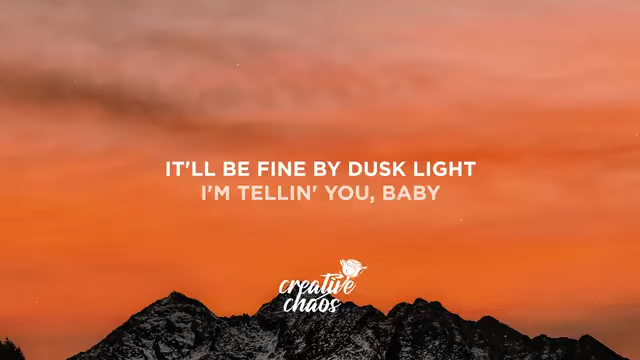 IT'LL BE FINE BY DUSK LIGHT
I'M TELLIN' YOU, BABY
creative
chaos